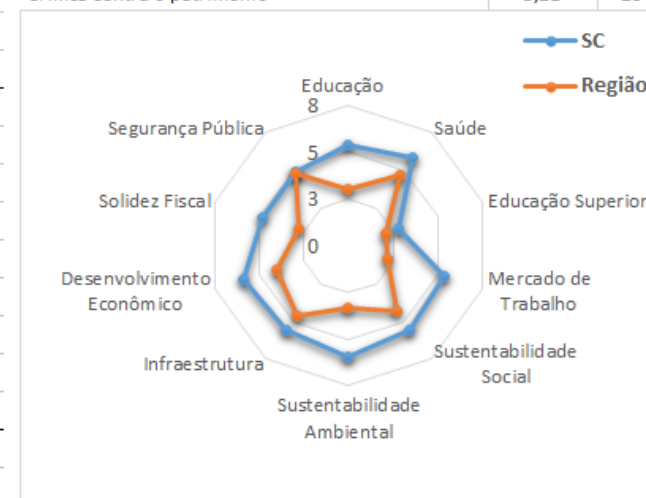 SC
Região
Educação
8
Segurança Pública
Saúde
5
3
Solidez Fiscal
Educação Superior
0
Desenvolvimento
Econômico
Mercado de
Trabalho
Infraestrutura
Sustentabilidade
Social
Sustentabilidade
Ambiental